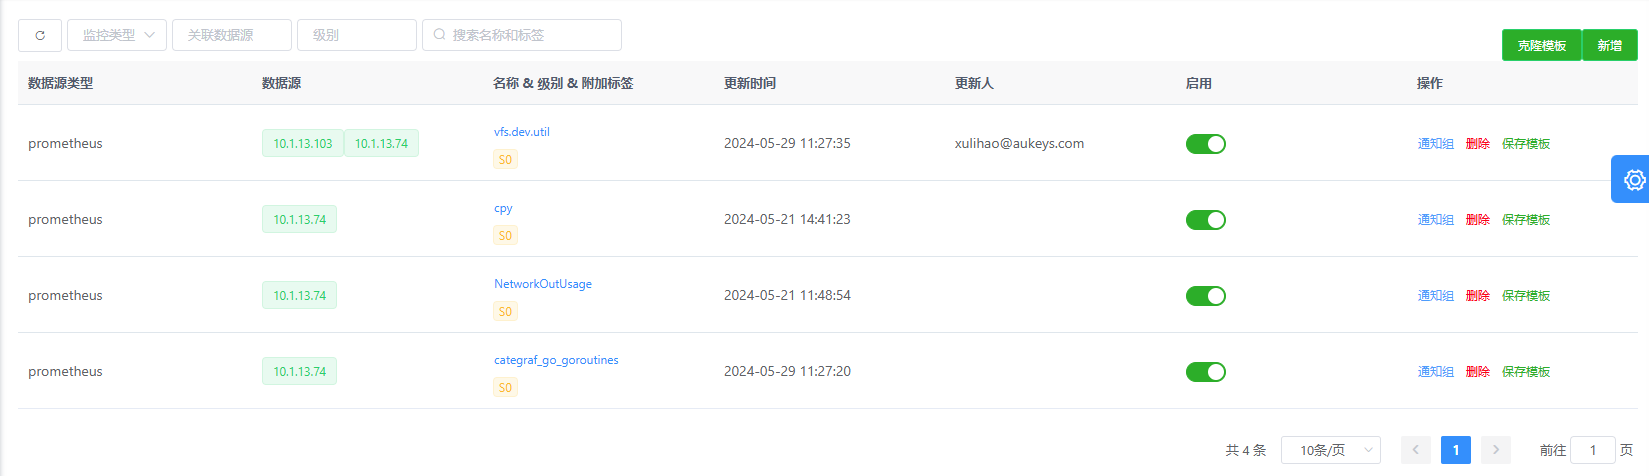 监控类型 关联数据源 级别 搜索名称和标签
克隆模板 新增
数据源类型 数据源 名称 & 级别 & 附加标签 更新时间 更新人 启用 操作
vfs.dev.util
prometheus 10.1.13.103 10.1.13.74 2024-05-29 11:27:35 xulihao@aukeys.com 通知组 删除 保存模板
S0
cpy
prometheus 10.1.13.74 2024-05-21 14:41:23 通知组 删除 保存模板
S0
NetworkOutUsage
prometheus 10.1.13.74 2024-05-21 11:48:54 通知组 删除 保存模板
S0
categraf_go_goroutines
prometheus 10.1.13.74 2024-05-29 11:27:20 通知组 删除 保存模板
S0
共 4 条 10条/页 1 前往 1 页